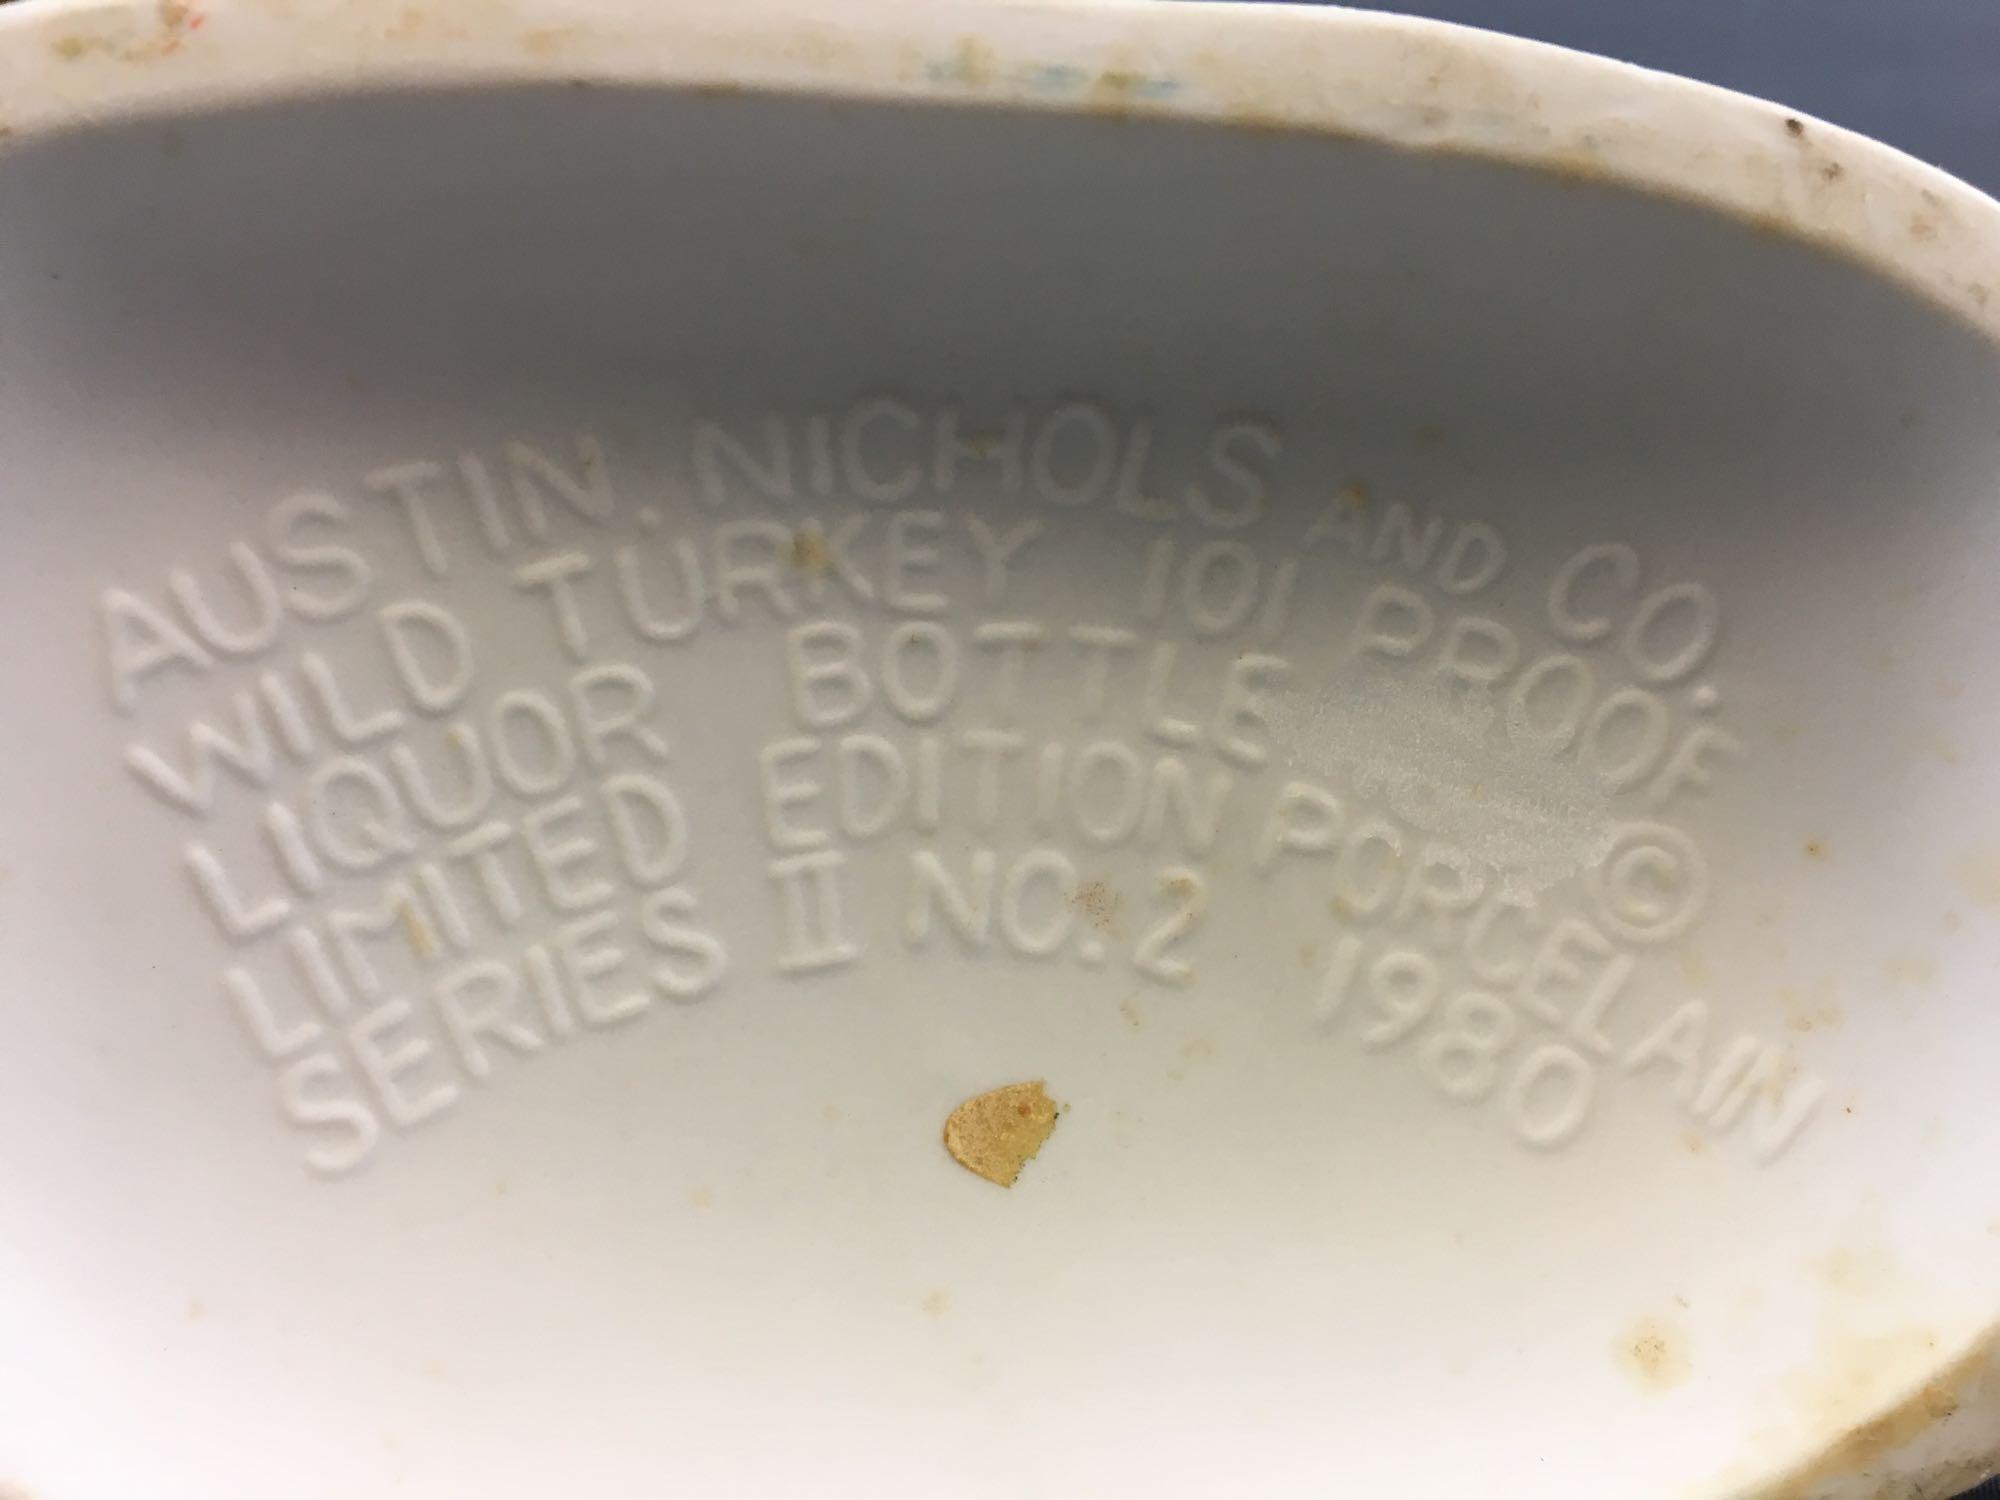 AUSTIN, NICHOLS AND CO.
WILD TURKEY 101 PROOF
LIQUOR BOTTLE ©
LIMITED EDITION PORCELAIN
SERIES II NO. 2 1980